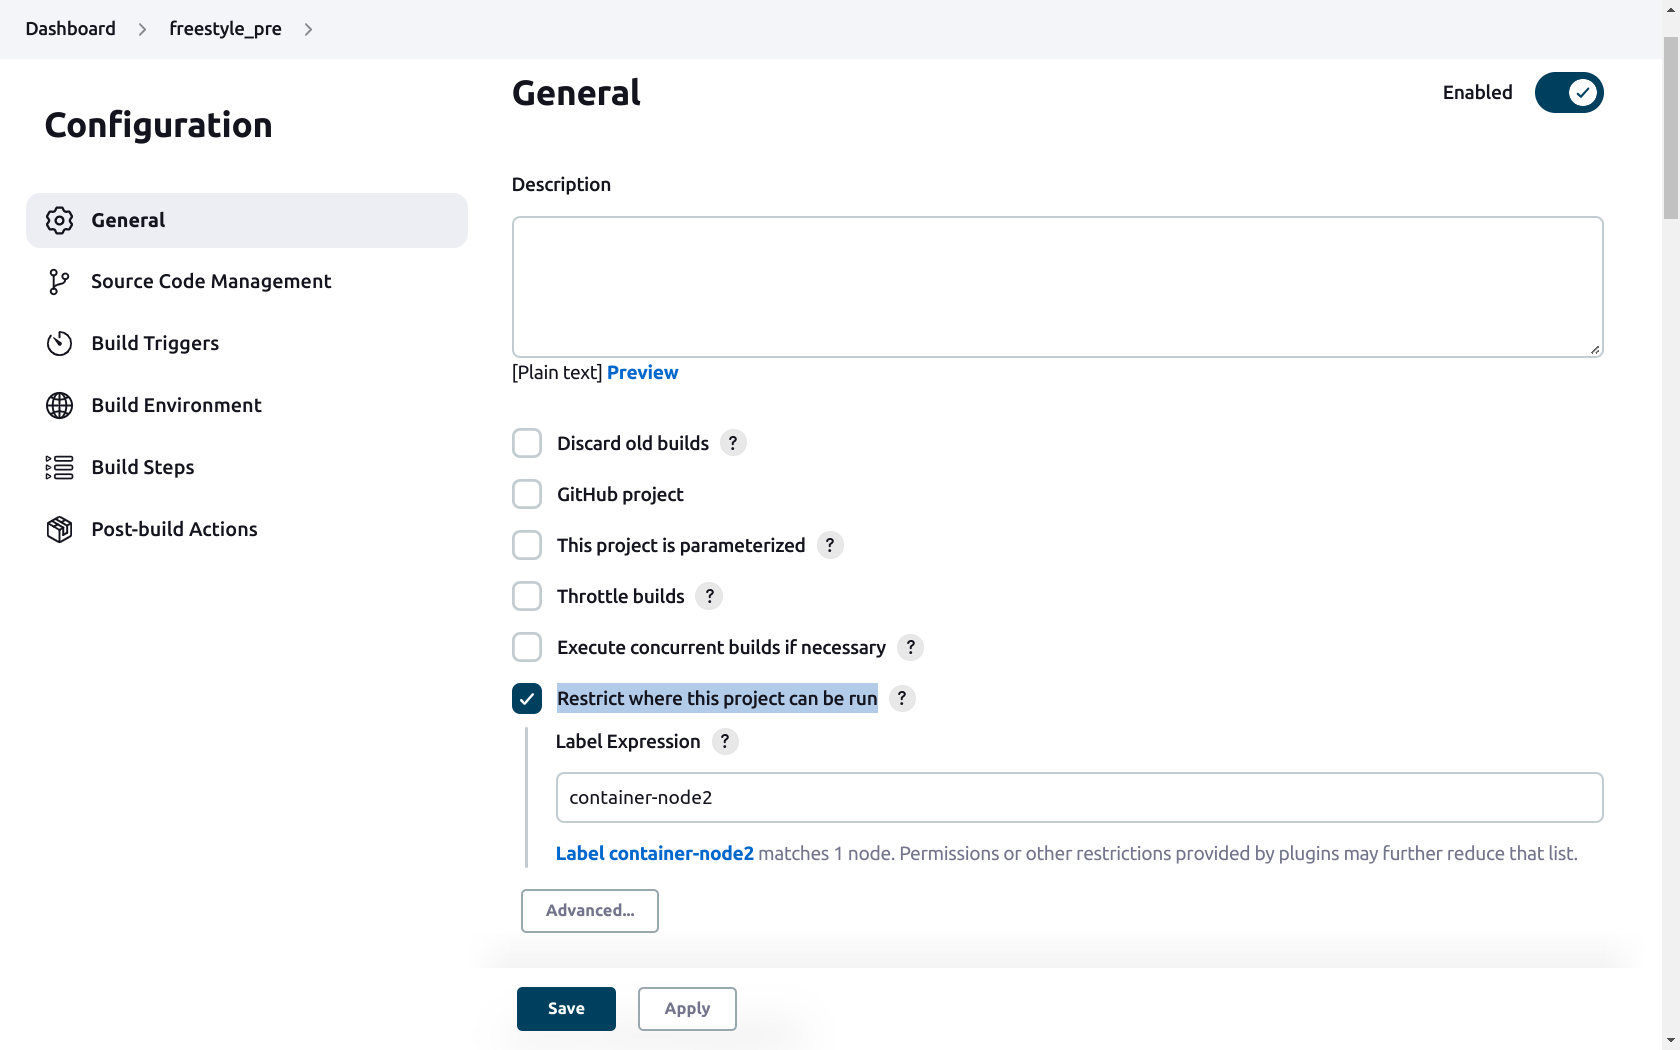 Dashboard
freestyle_pre
Configuration
General
Source Code Management
Build Triggers
Build Environment
Build Steps
Post-build Actions
General
Enabled
Description
[Plain text] Preview
Discard old builds ?
GitHub project
This project is parameterized ?
Throttle builds ?
Execute concurrent builds if necessary ?
Restrict where this project can be run ?
Label Expression ?
container-node2
Label container-node2 matches 1 node. Permissions or other restrictions provided by plugins may further reduce that list.
Advanced...
Save
Apply